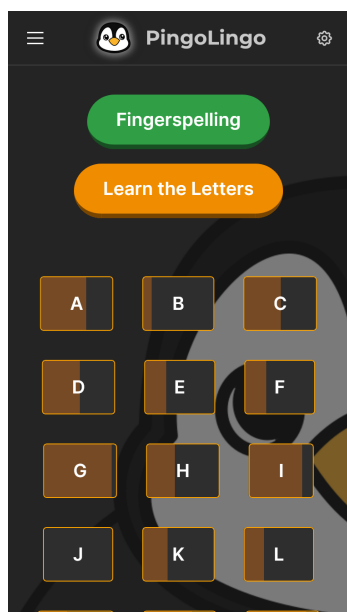 PingoLingo
Fingerspelling
Learn the Letters
A B C
D E F
G H I
J K L